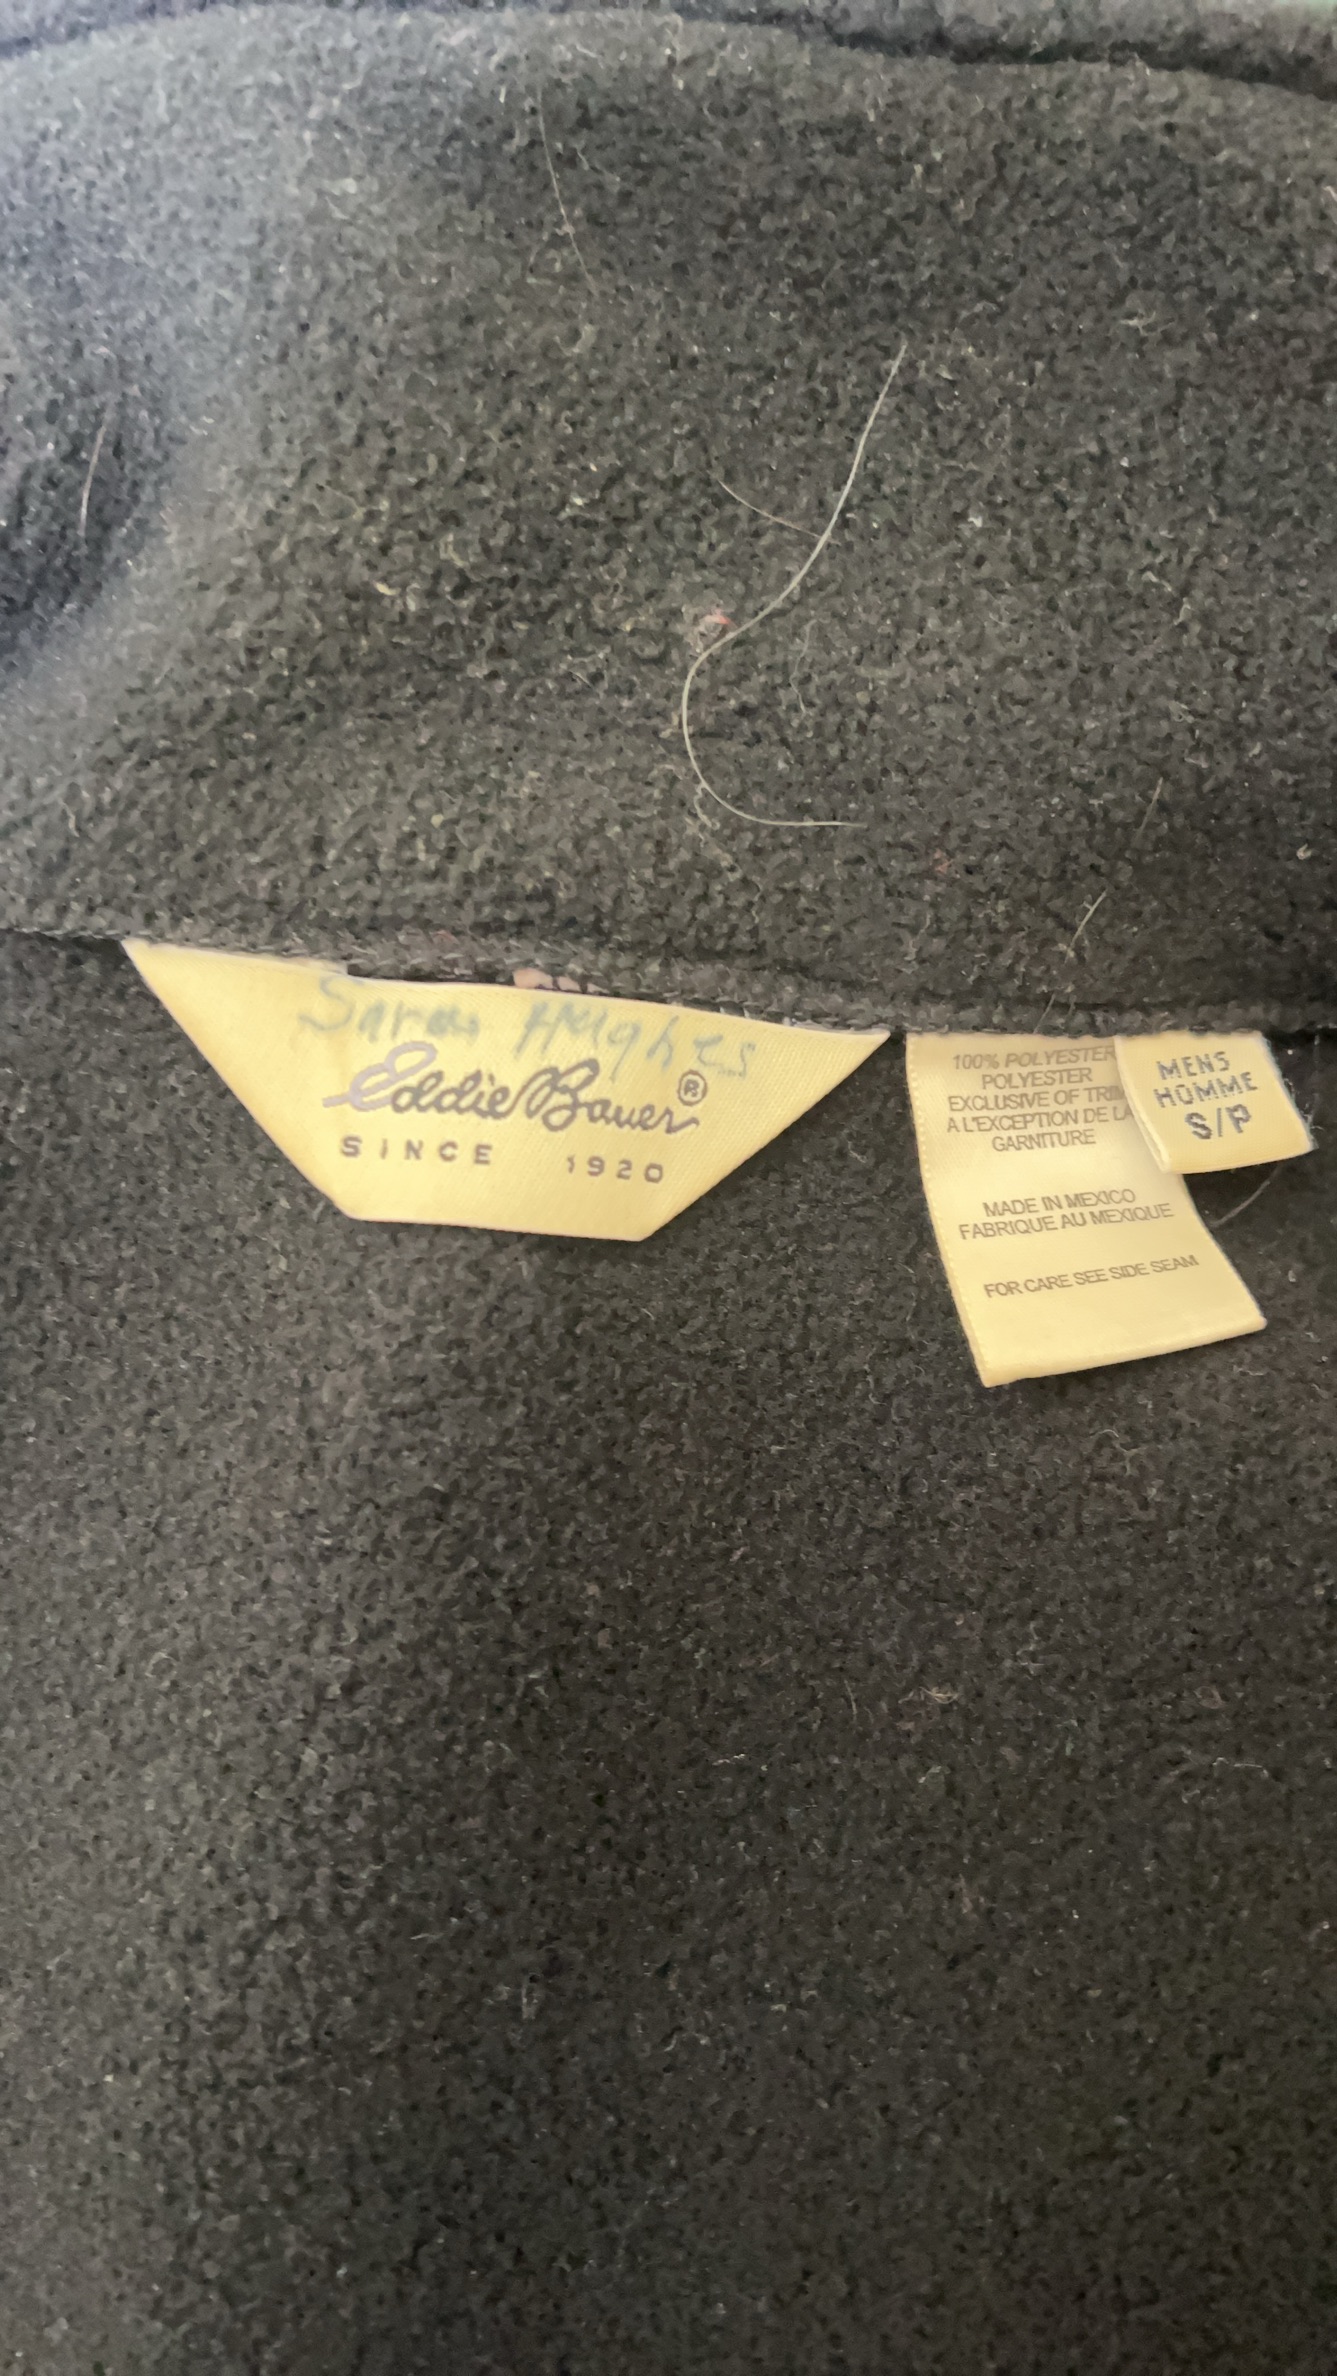 Sarah Hughes
Eddie Bauer®
SINCE 1920
100% POLYESTER
POLYESTER
EXCLUSIVE OF TRIM
A L'EXCEPTION DE LA
GARNITURE
MADE IN MEXICO
FABRIQUE AU MEXIQUE
FOR CARE SEE SIDE SEAM
MENS
HOMME
S/P